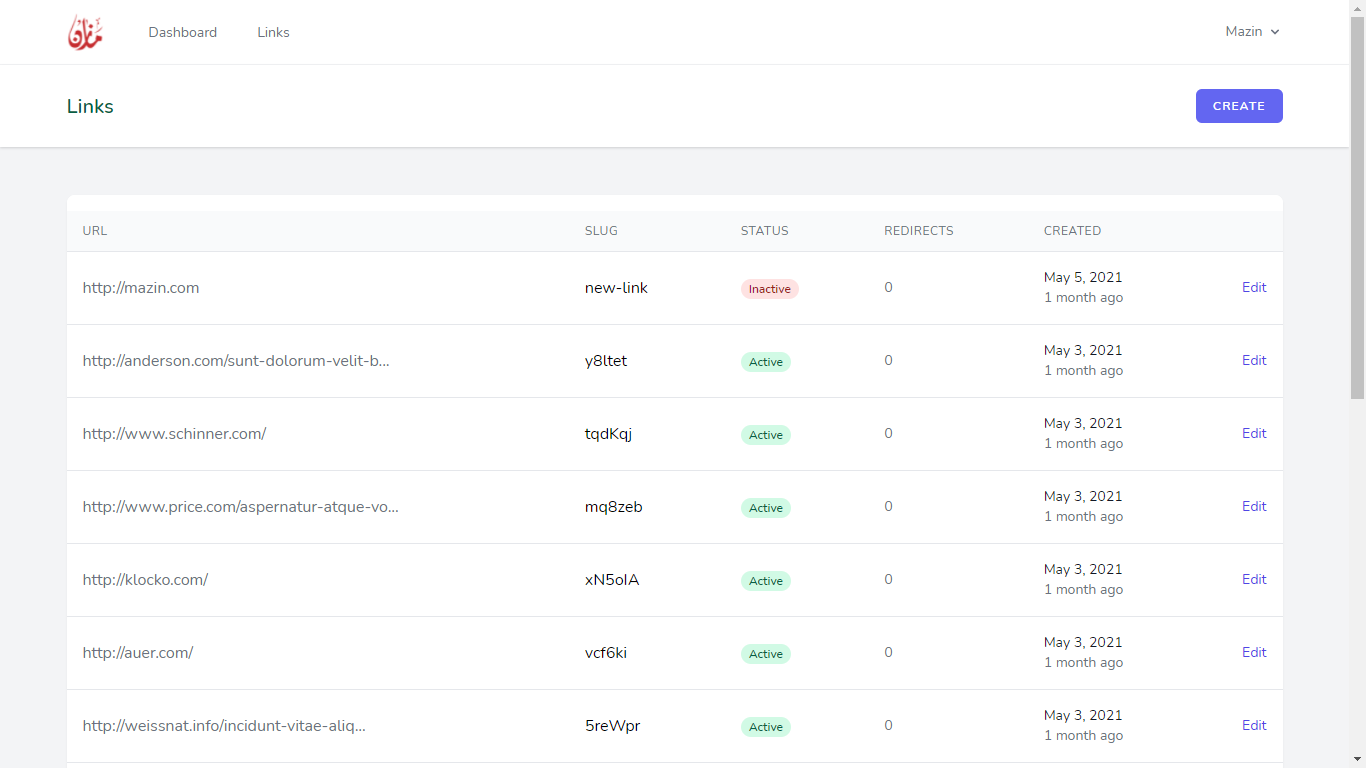 مازن
Dashboard Links Mazin
Links CREATE
URL SLUG STATUS REDIRECTS CREATED
http://mazin.com new-link Inactive 0 May 5, 2021 Edit
1 month ago
http://anderson.com/sunt-dolorum-velit-b... y8ltet Active 0 May 3, 2021 Edit
1 month ago
http://www.schinner.com/ tqdKqj Active 0 May 3, 2021 Edit
1 month ago
http://www.price.com/aspernatur-atque-vo... mq8zeb Active 0 May 3, 2021 Edit
1 month ago
http://klocko.com/ xN5oIA Active 0 May 3, 2021 Edit
1 month ago
http://auer.com/ vcf6ki Active 0 May 3, 2021 Edit
1 month ago
http://weissnat.info/incidunt-vitae-aliq... 5reWpr Active 0 May 3, 2021 Edit
1 month ago